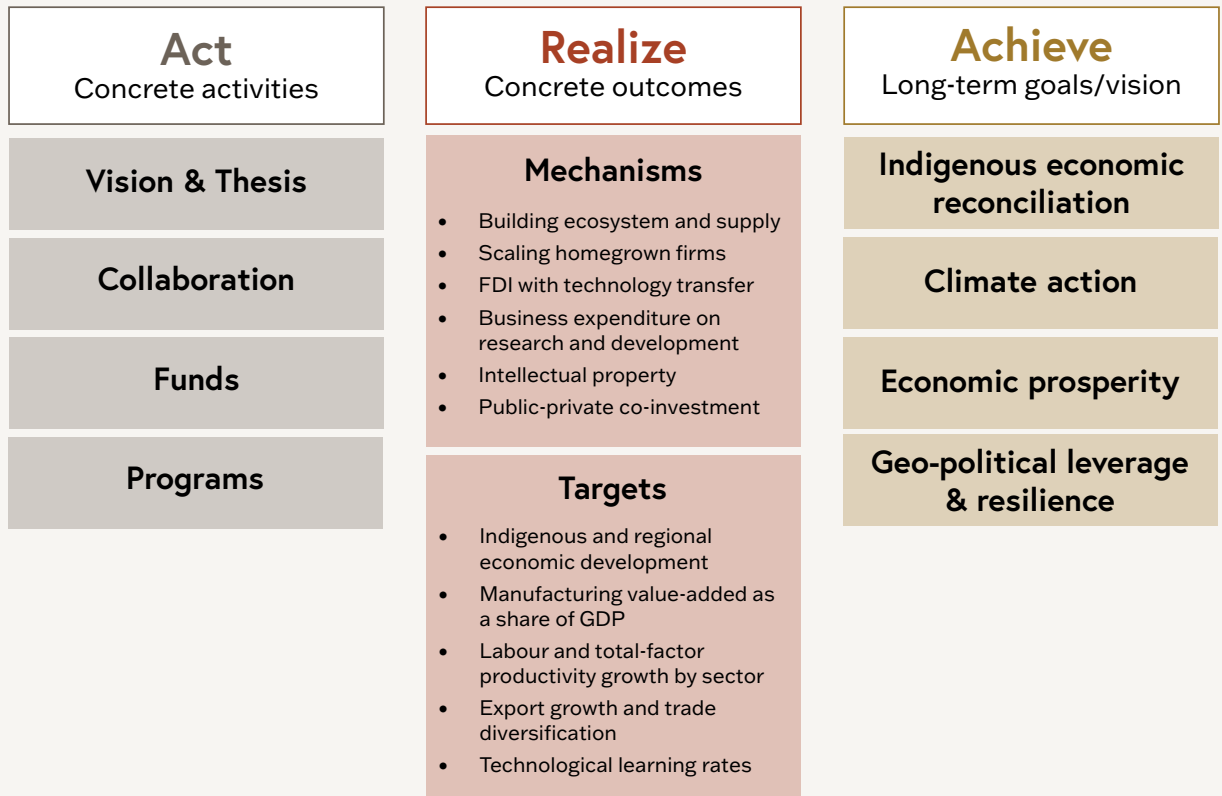 Act
Concrete activities
Vision & Thesis
Collaboration
Funds
Programs
Realize
Concrete outcomes
Mechanisms
• Building ecosystem and supply
• Scaling homegrown firms
• FDI with technology transfer
• Business expenditure on
research and development
• Intellectual property
• Public-private co-investment
Targets
• Indigenous and regional
economic development
• Manufacturing value-added as
a share of GDP
• Labour and total-factor
productivity growth by sector
• Export growth and trade
diversification
• Technological learning rates
Achieve
Long-term goals/vision
Indigenous economic
reconciliation
Climate action
Economic prosperity
Geo-political leverage
& resilience